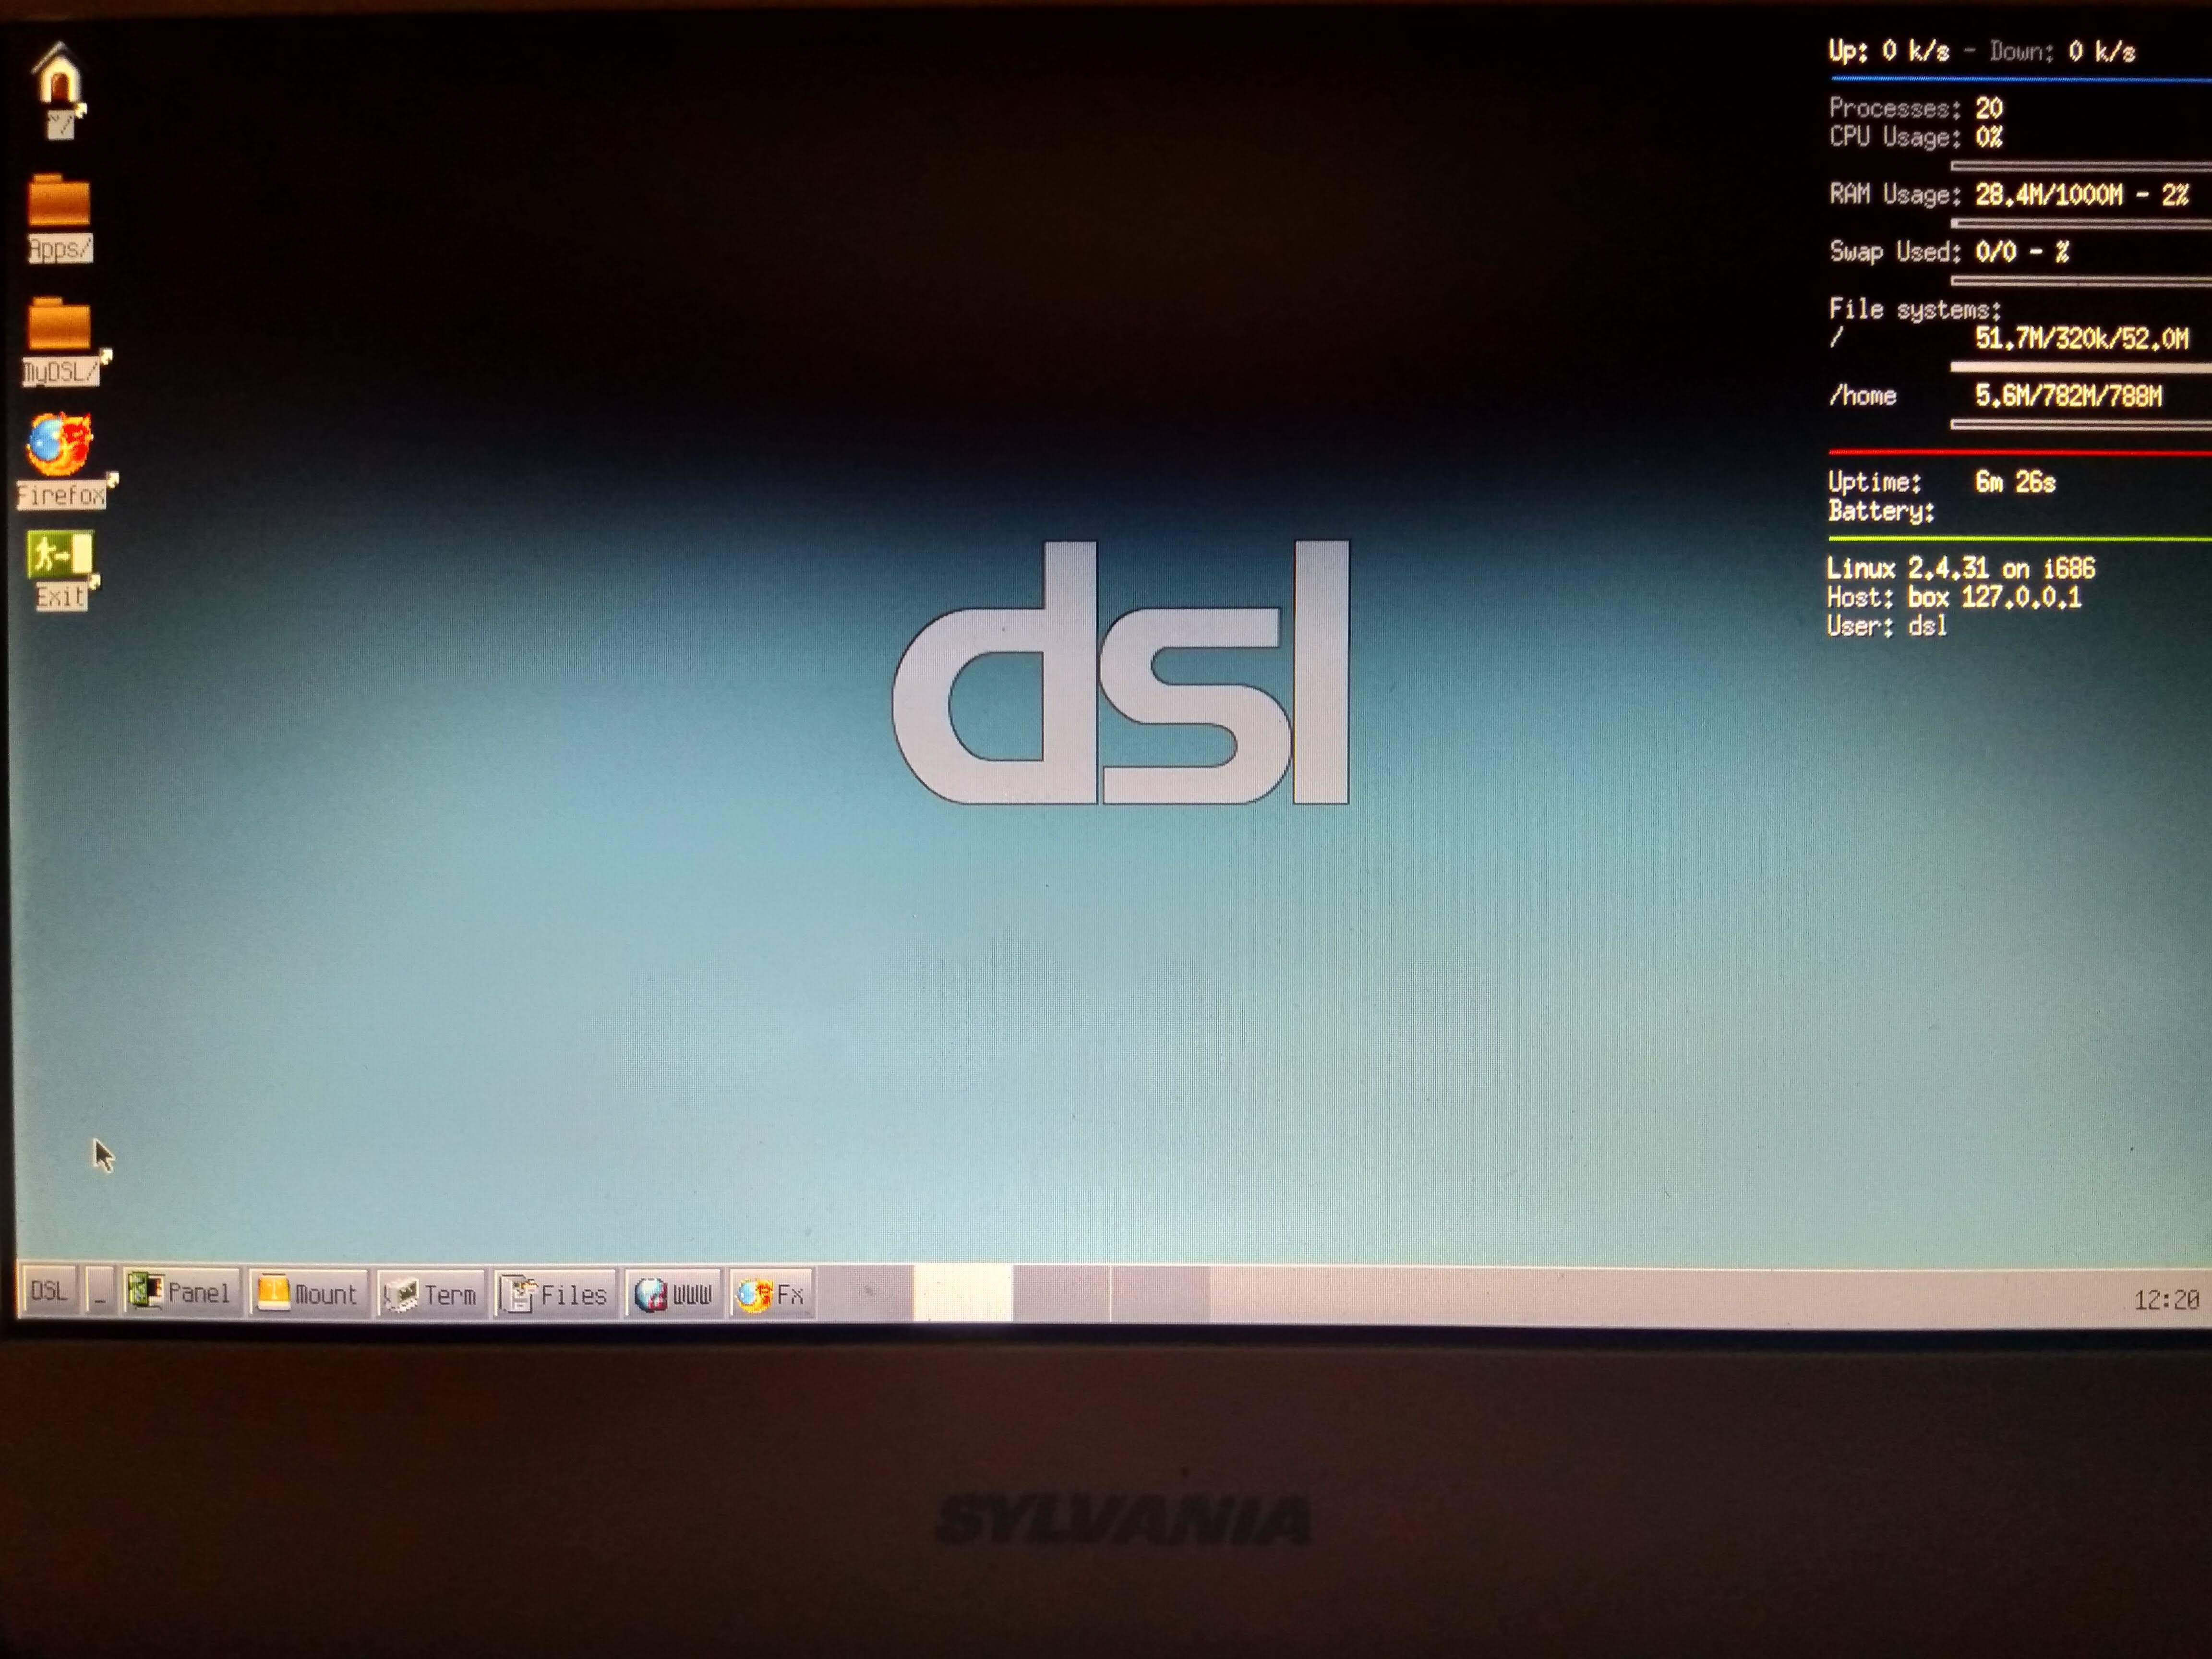 ~/
Apps/
MyDSL/
Firefox
Exit
Up: 0 k/s - Down: 0 k/s
Processes: 20
CPU Usage: 0%
RAM Usage: 28.4M/1000M - 2%
Swap Used: 0/0 - %
File systems:
/ 51.7M/320k/52.0M
/home 5.6M/782M/788M
Uptime: 6m 26s
Battery:
Linux 2.4.31 on i686
Host: box 127.0.0.1
User: dsl
dsl
DSL _ Panel Mount Term Files WWW Fx 12:20
SYLVANIA